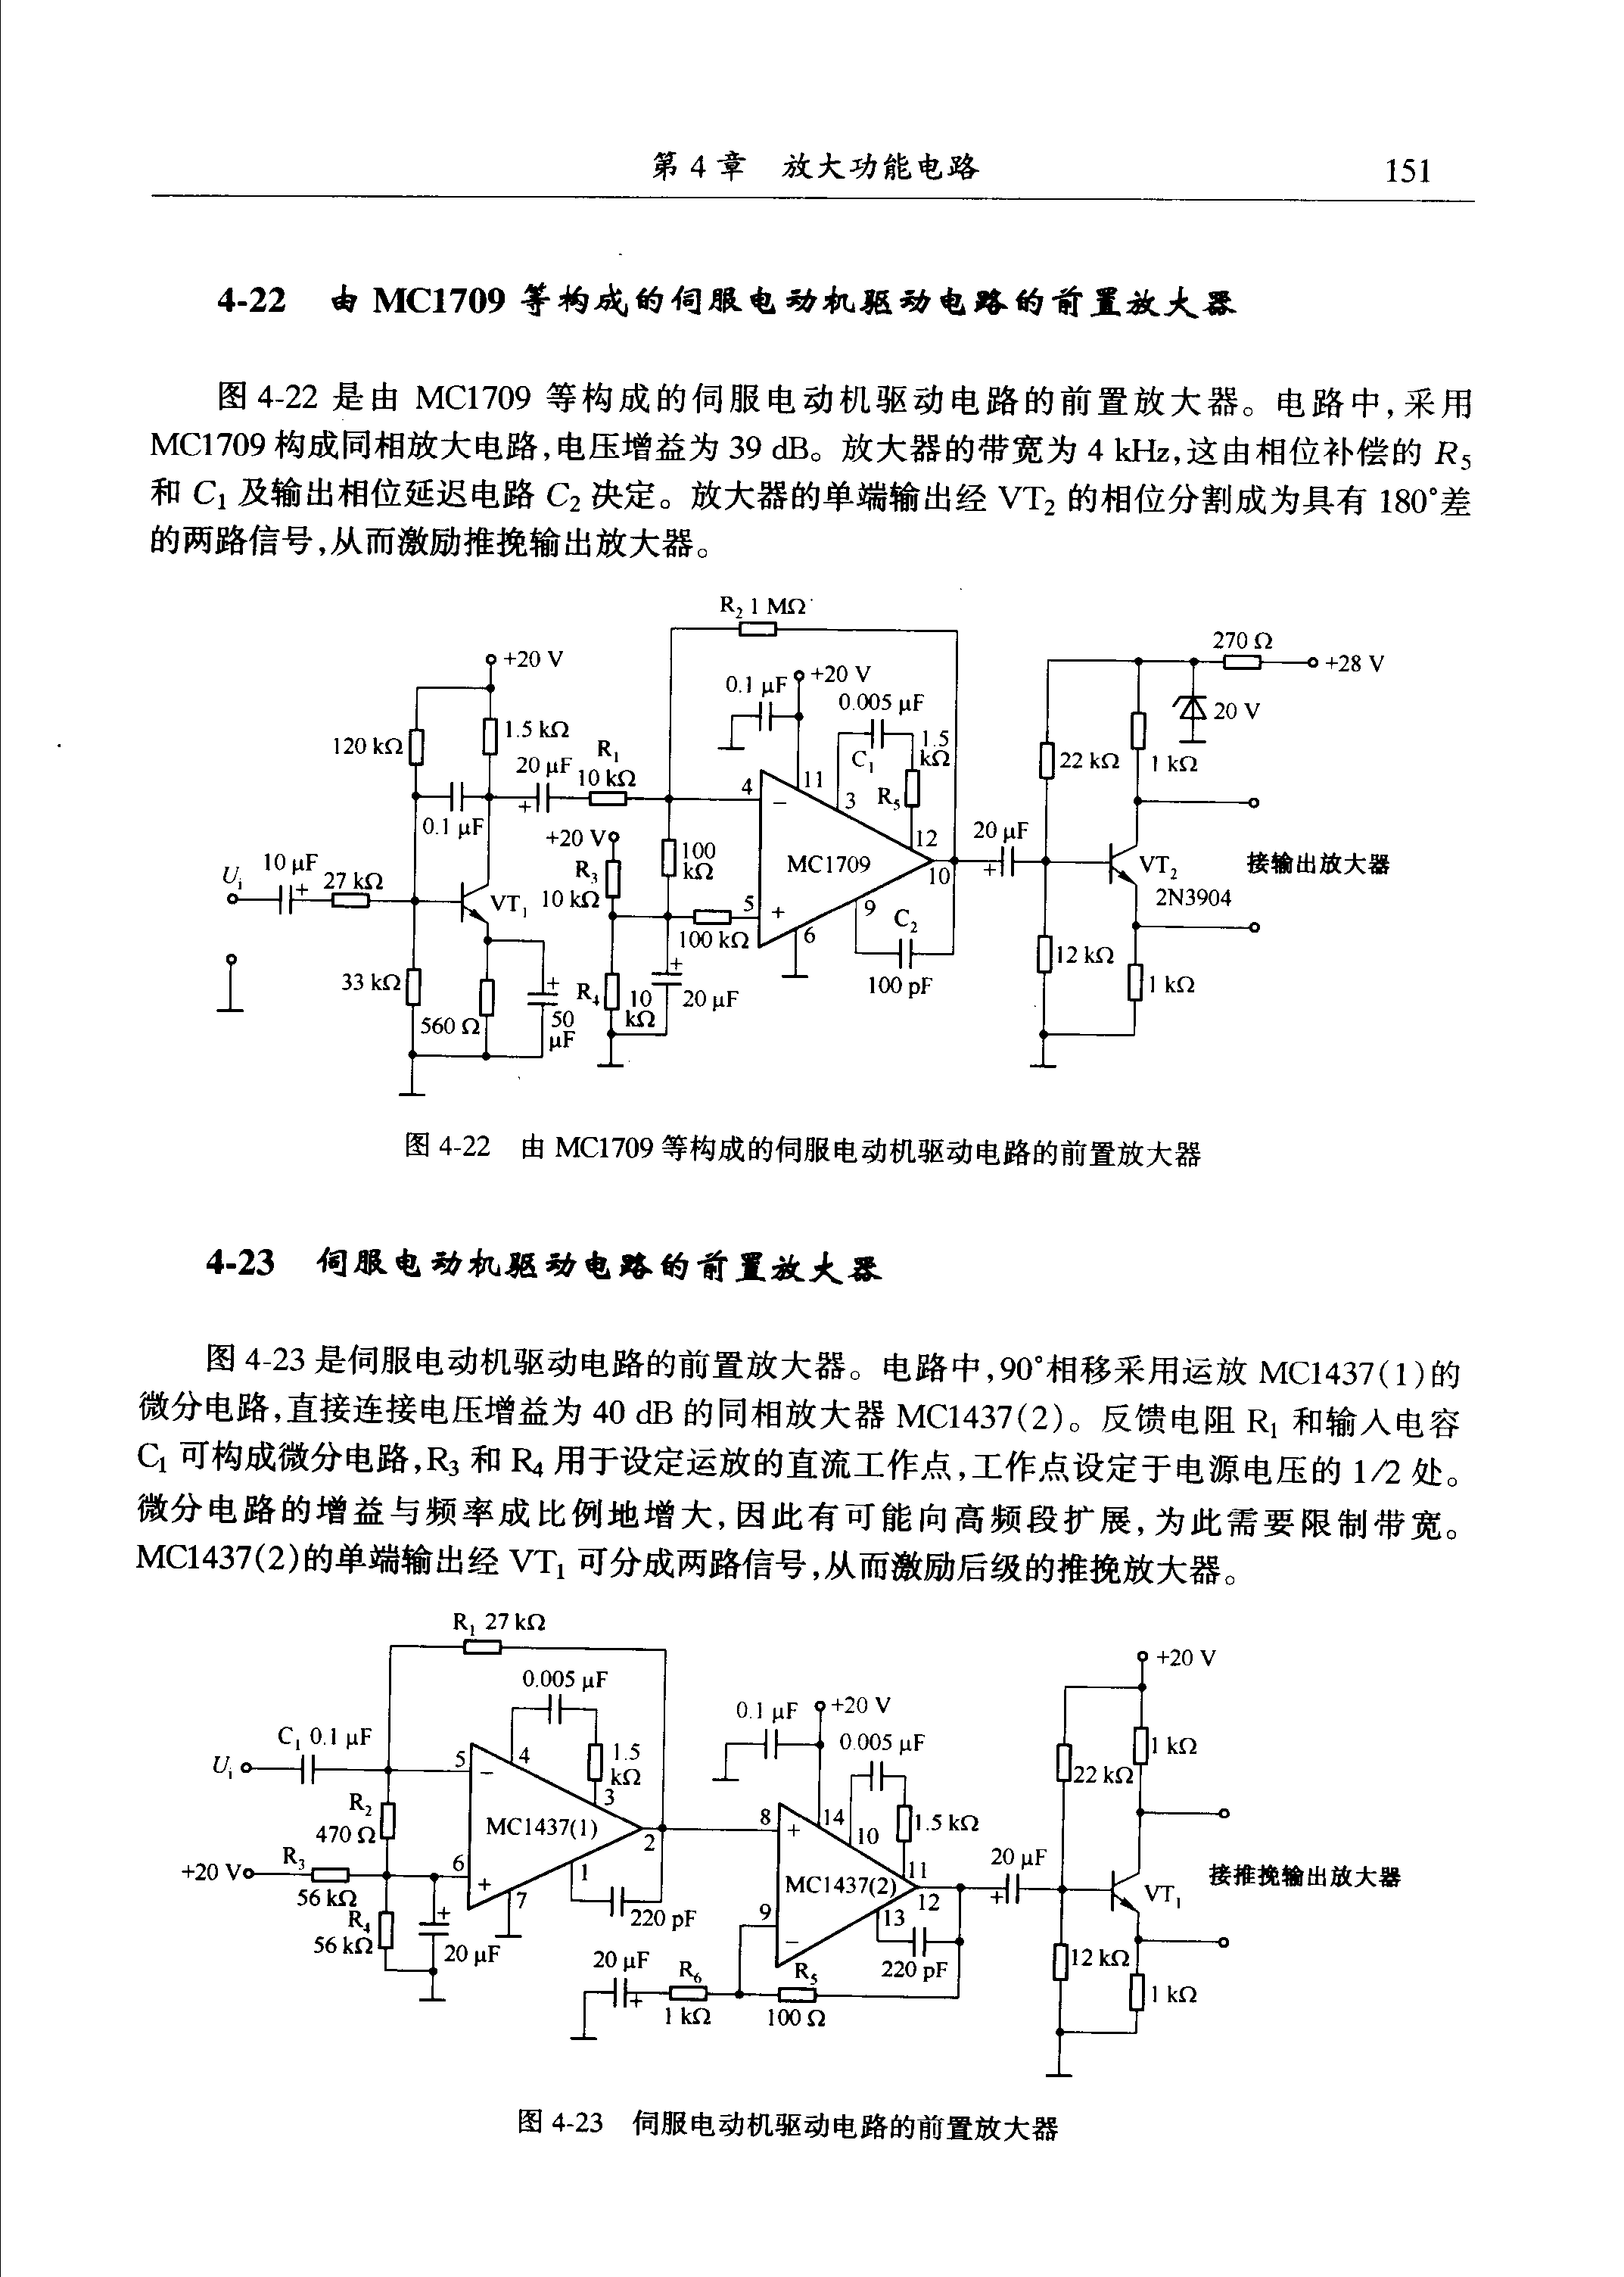 第 4 章　放大功能电路　151
4-22　由 MC1709 等构成的伺服电动机驱动电路的前置放大器
图 4-22 是由 MC1709 等构成的伺服电动机驱动电路的前置放大器。电路中,采用
MC1709 构成同相放大电路,电压增益为 39 dB。放大器的带宽为 4 kHz,这由相位补偿的 R5
和 C1 及输出相位延迟电路 C2 决定。放大器的单端输出经 VT2 的相位分割成为具有 180°差
的两路信号,从而激励推挽输出放大器。
R2 1 MΩ
+20 V
120 kΩ
1.5 kΩ
20 μF
+
R1
10 kΩ
0.1 μF
Ui
10 μF
+
27 kΩ
VT1
33 kΩ
560 Ω
+
50
μF
+20 V
R3
10 kΩ
R4
10
kΩ
100
kΩ
100 kΩ
+
20 μF
0.1 μF
+20 V
0.005 μF
C1
1.5
kΩ
R5
4
−
11
3
12
MC1709
10
5
+
6
9
C2
100 pF
20 μF
+
22 kΩ
12 kΩ
270 Ω
+28 V
20 V
1 kΩ
VT2
2N3904
1 kΩ
接输出放大器
图 4-22　由 MC1709 等构成的伺服电动机驱动电路的前置放大器
4-23　伺服电动机驱动电路的前置放大器
图 4-23 是伺服电动机驱动电路的前置放大器。电路中,90°相移采用运放 MC1437(1)的
微分电路,直接连接电压增益为 40 dB 的同相放大器 MC1437(2)。反馈电阻 R1 和输入电容
C1 可构成微分电路,R3 和 R4 用于设定运放的直流工作点,工作点设定于电源电压的 1/2 处。
微分电路的增益与频率成比例地增大,因此有可能向高频段扩展,为此需要限制带宽。
MC1437(2)的单端输出经 VT1 可分成两路信号,从而激励后级的推挽放大器。
R1 27 kΩ
0.005 μF
C1 0.1 μF
Ui
5
−
4
1.5
kΩ
3
R2
470 Ω
MC1437(1)
2
+20 V
R3
56 kΩ
6
+
7
1
220 pF
R4
56 kΩ
+
20 μF
0.1 μF
+20 V
0.005 μF
8
+
14
10
1.5 kΩ
11
MC1437(2)
12
9
−
13
220 pF
20 μF
+
R6
1 kΩ
R5
100 Ω
20 μF
+
+20 V
1 kΩ
22 kΩ
VT1
接推挽输出放大器
12 kΩ
1 kΩ
图 4-23　伺服电动机驱动电路的前置放大器